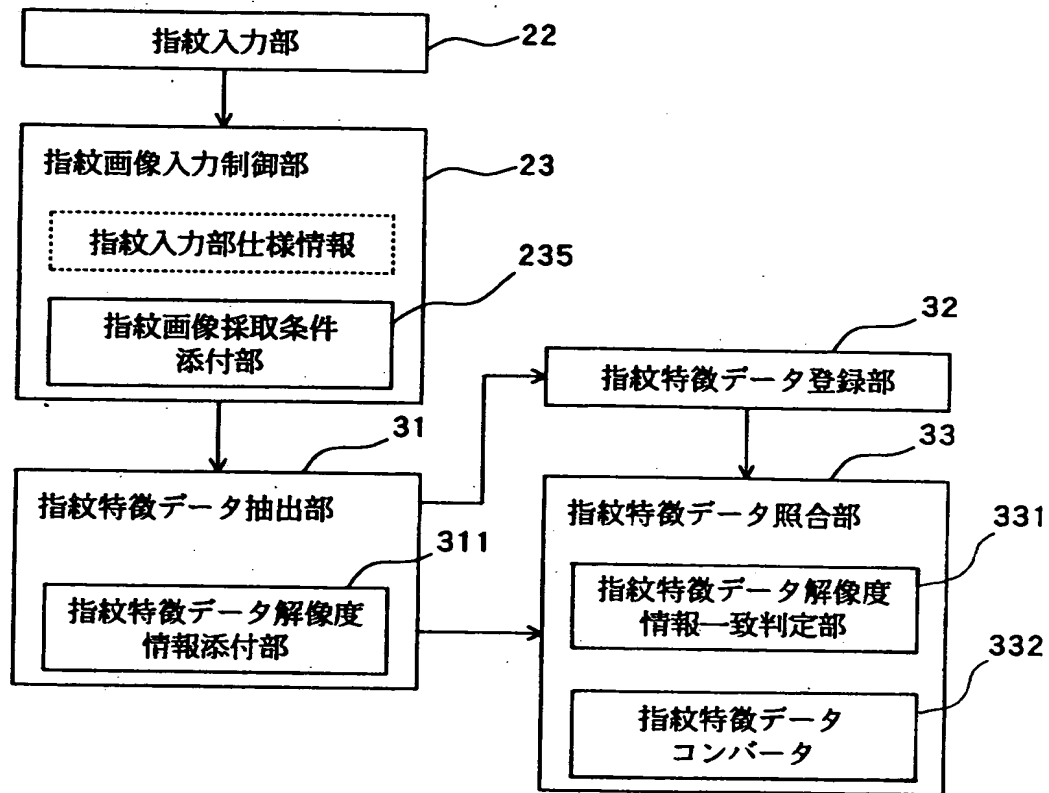 指紋入力部
22
指紋画像入力制御部
23
指紋入力部仕様情報
235
指紋画像採取条件
添付部
32
指紋特徴データ登録部
31
指紋特徴データ抽出部
311
指紋特徴データ解像度
情報添付部
33
指紋特徴データ照合部
331
指紋特徴データ解像度
情報一致判定部
332
指紋特徴データ
コンバータ